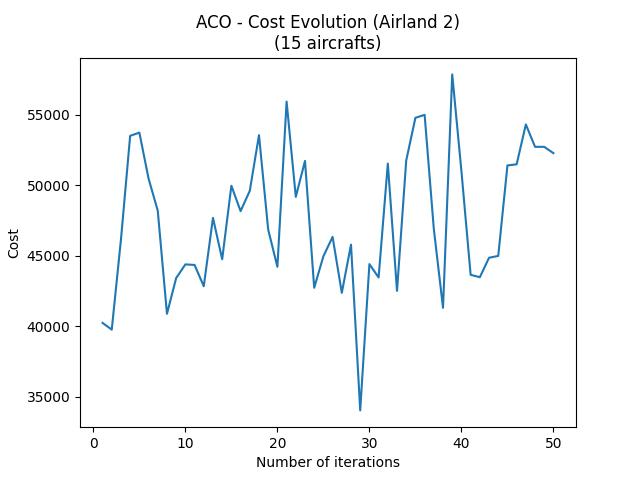 ACO - Cost Evolution (Airland 2)
(15 aircrafts)
55000
50000
45000
40000
35000
Cost
0 10 20 30 40 50
Number of iterations